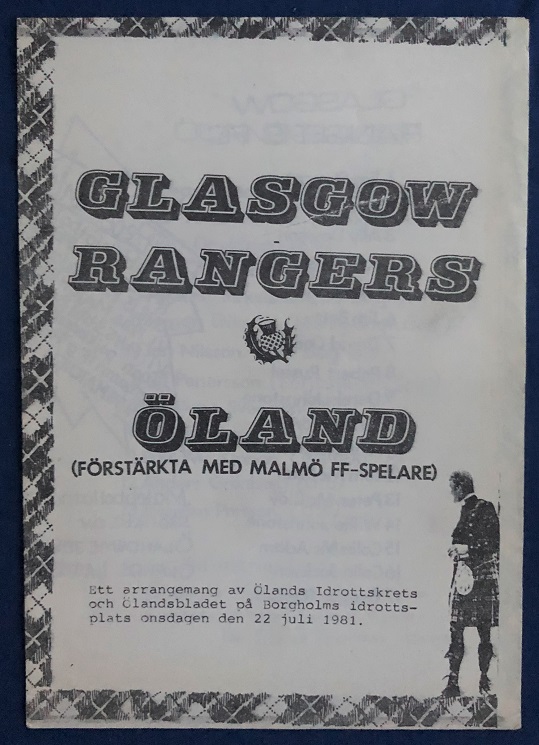 GLASGOW
RANGERS
ÖLAND
(FÖRSTÄRKTA MED MALMÖ FF-SPELARE)
Ett arrangemang av Ölands Idrottskrets
och Ölandsbladet på Borgholms idrotts-
plats onsdagen den 22 juli 1981.